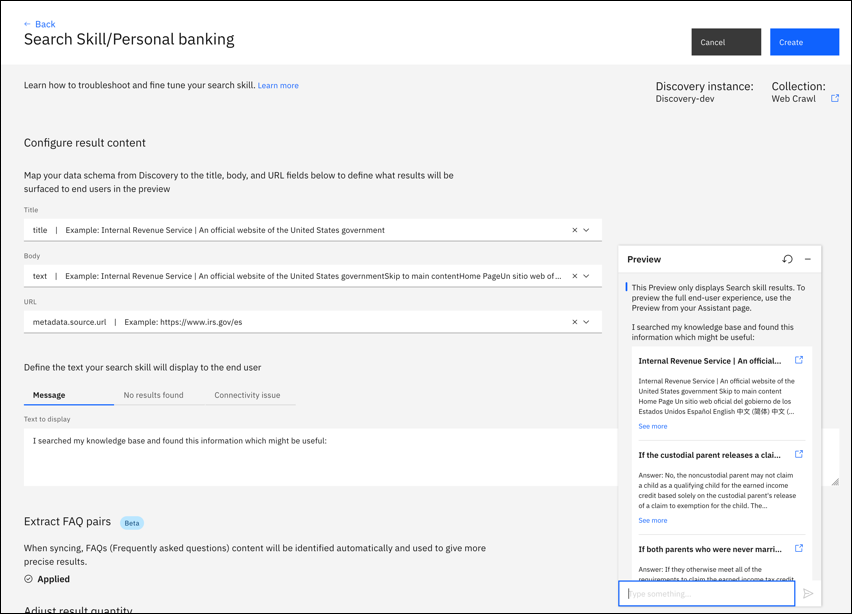 ← Back
Search Skill/Personal banking
Cancel
Create
Learn how to troubleshoot and fine tune your search skill. Learn more
Discovery instance:
Discovery-dev
Collection:
Web Crawl
Configure result content
Map your data schema from Discovery to the title, body, and URL fields below to define what results will be
surfaced to end users in the preview
Title
title | Example: Internal Revenue Service | An official website of the United States government
Body
text | Example: Internal Revenue Service | An official website of the United States governmentSkip to main contentHome PageUn sitio web of...
URL
metadata.source.url | Example: https://www.irs.gov/es
Define the text your search skill will display to the end user
Message
No results found
Connectivity issue
Text to display
I searched my knowledge base and found this information which might be useful:
Extract FAQ pairs
Beta
When syncing, FAQs (Frequently asked questions) content will be identified automatically and used to give more
precise results.
Applied
Adjust result quantity
Preview
This Preview only displays Search skill results. To
preview the full end-user experience, use the
Preview from your Assistant page.
I searched my knowledge base and found this
information which might be useful:
Internal Revenue Service | An official...
Internal Revenue Service | An official website of the
United States government Skip to main content
Home Page Un sitio web oficial del gobierno de los
Estados Unidos Español English 中文 (简体) 中文 (...
See more
If the custodial parent releases a clai...
Answer: No, the noncustodial parent may not claim
a child as a qualifying child for the earned income
credit based solely on the custodial parent's release
of a claim to exemption for the child. The...
See more
If both parents who were never marri...
Answer: If they otherwise meet all of the
requirements to claim the earned income tax credit
Type something...